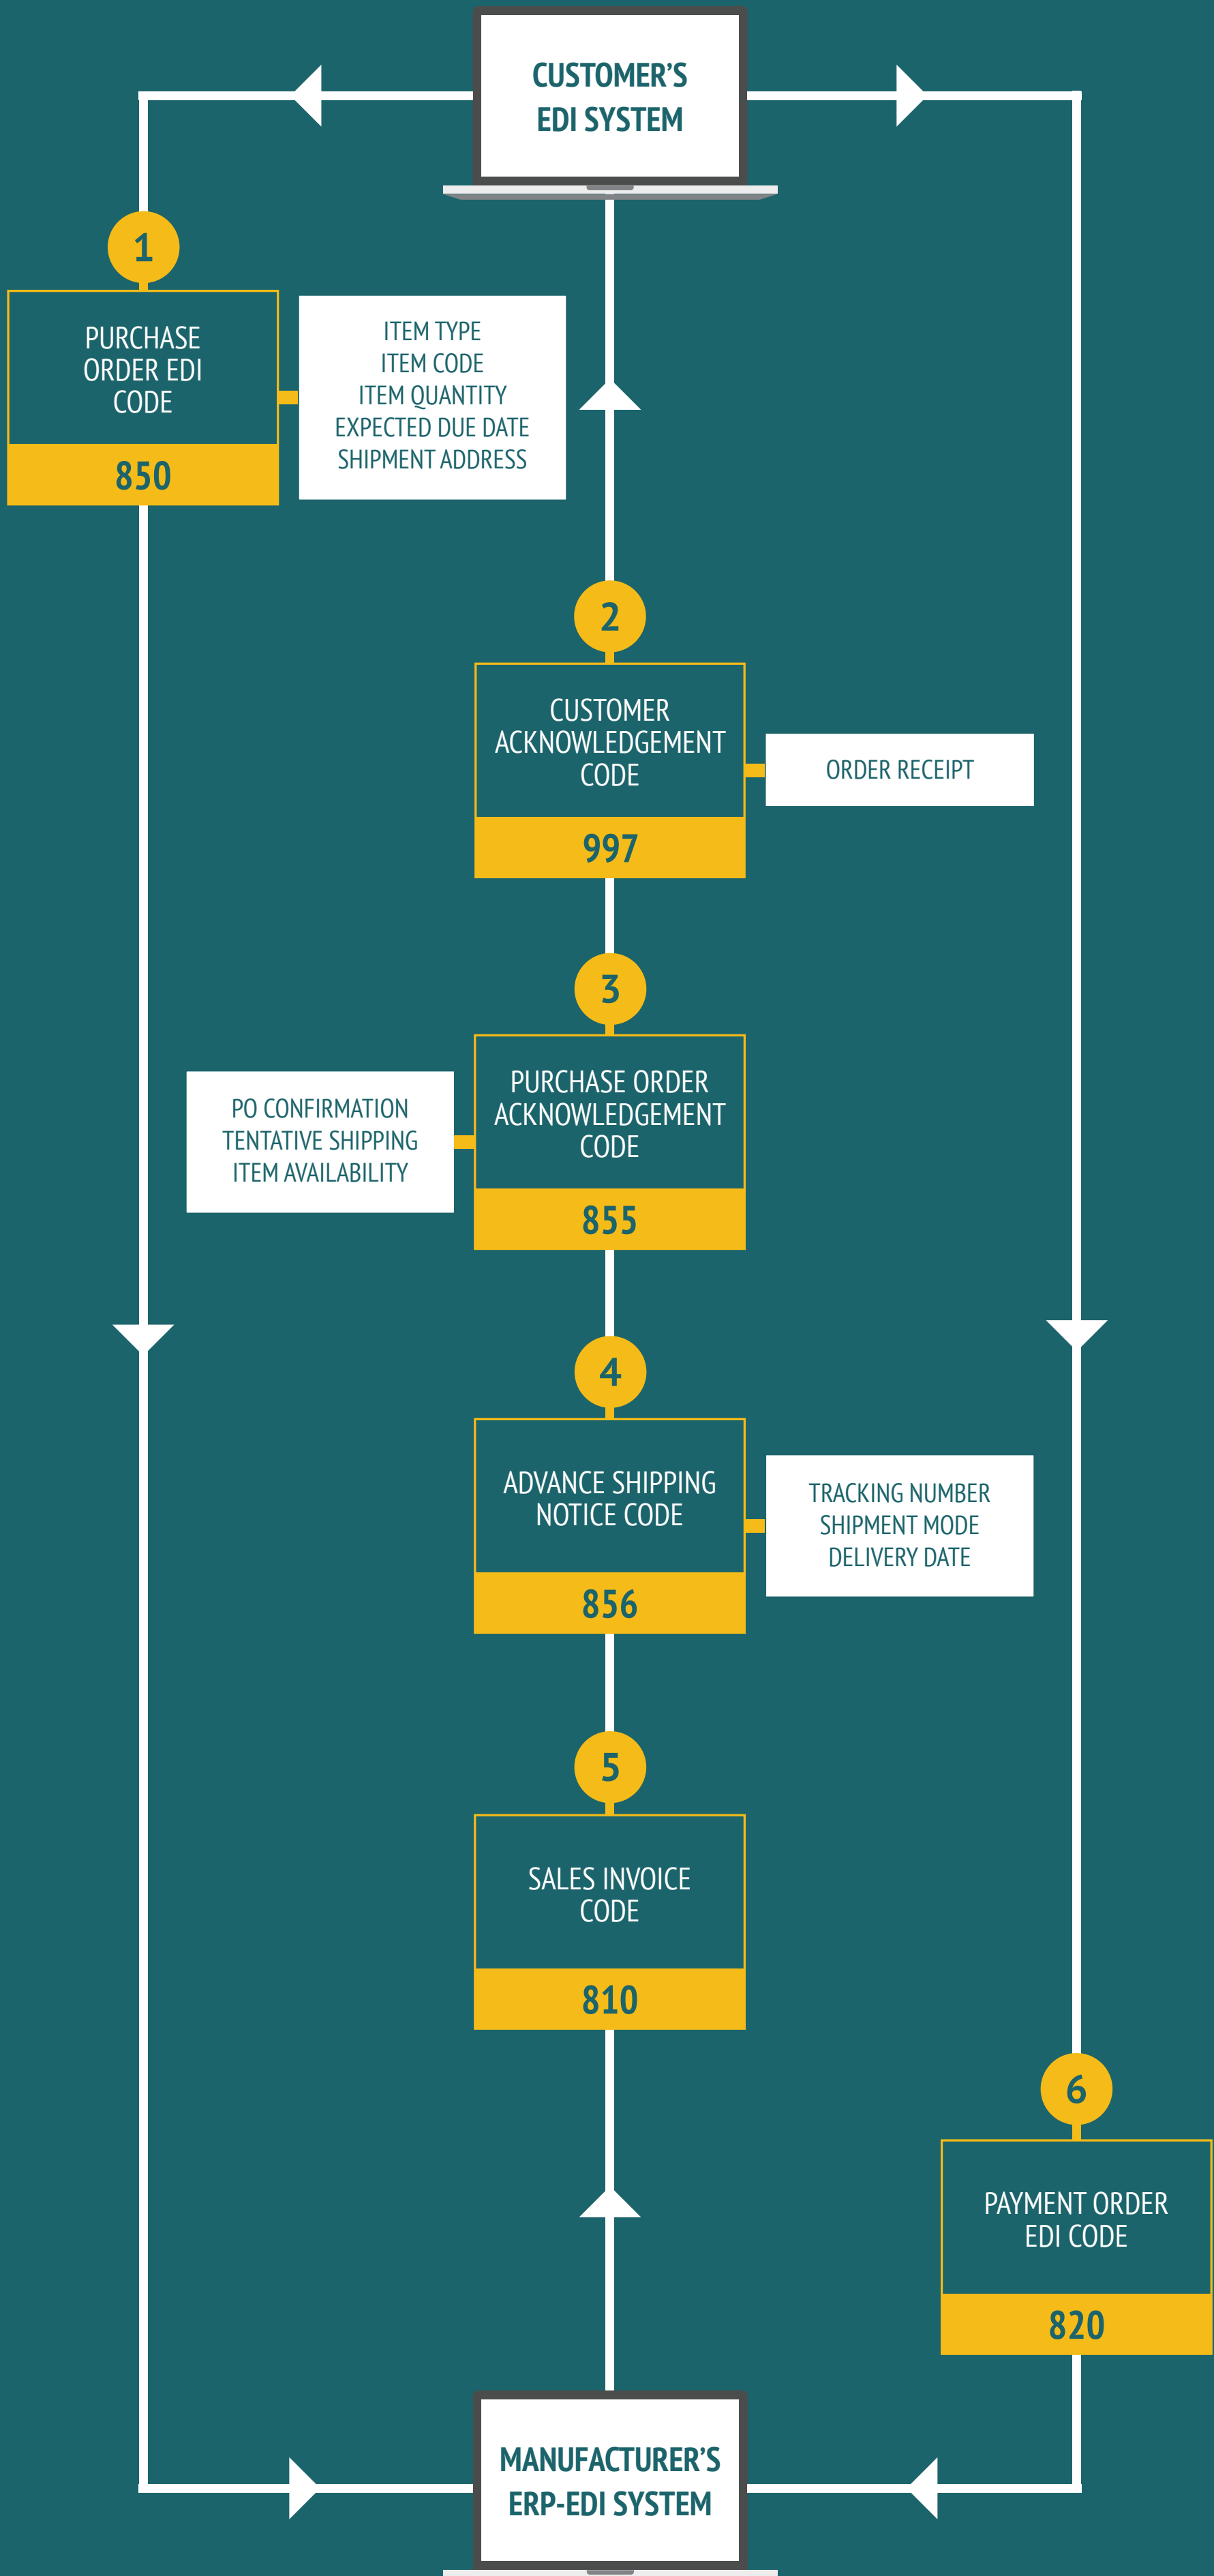 CUSTOMER’S
EDI SYSTEM
1
PURCHASE
ORDER EDI
CODE
850
ITEM TYPE
ITEM CODE
ITEM QUANTITY
EXPECTED DUE DATE
SHIPMENT ADDRESS
2
CUSTOMER
ACKNOWLEDGEMENT
CODE
997
ORDER RECEIPT
3
PURCHASE ORDER
ACKNOWLEDGEMENT
CODE
855
PO CONFIRMATION
TENTATIVE SHIPPING
ITEM AVAILABILITY
4
ADVANCE SHIPPING
NOTICE CODE
856
TRACKING NUMBER
SHIPMENT MODE
DELIVERY DATE
5
SALES INVOICE
CODE
810
6
PAYMENT ORDER
EDI CODE
820
MANUFACTURER’S
ERP-EDI SYSTEM